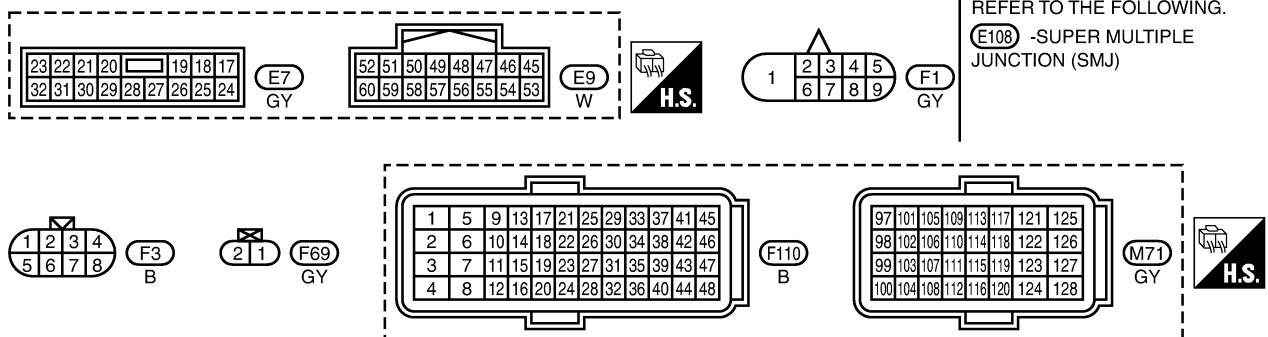 REFER TO THE FOLLOWING.
E108 -SUPER MULTIPLE
JUNCTION (SMJ)
23 22 21 20 19 18 17
32 31 30 29 28 27 26 25 24
E7
GY
52 51 50 49 48 47 46 45
60 59 58 57 56 55 54 53
E9
W
H.S.
1
2 3 4 5
6 7 8 9
F1
GY
1 2 3 4
5 6 7 8
F3
B
2 1
F69
GY
1 5 9 13 17 21 25 29 33 37 41 45
2 6 10 14 18 22 26 30 34 38 42 46
3 7 11 15 19 23 27 31 35 39 43 47
4 8 12 16 20 24 28 32 36 40 44 48
F110
B
97 101 105 109 113 117 121 125
98 102 106 110 114 118 122 126
99 103 107 111 115 119 123 127
100 104 108 112 116 120 124 128
M71
GY
H.S.